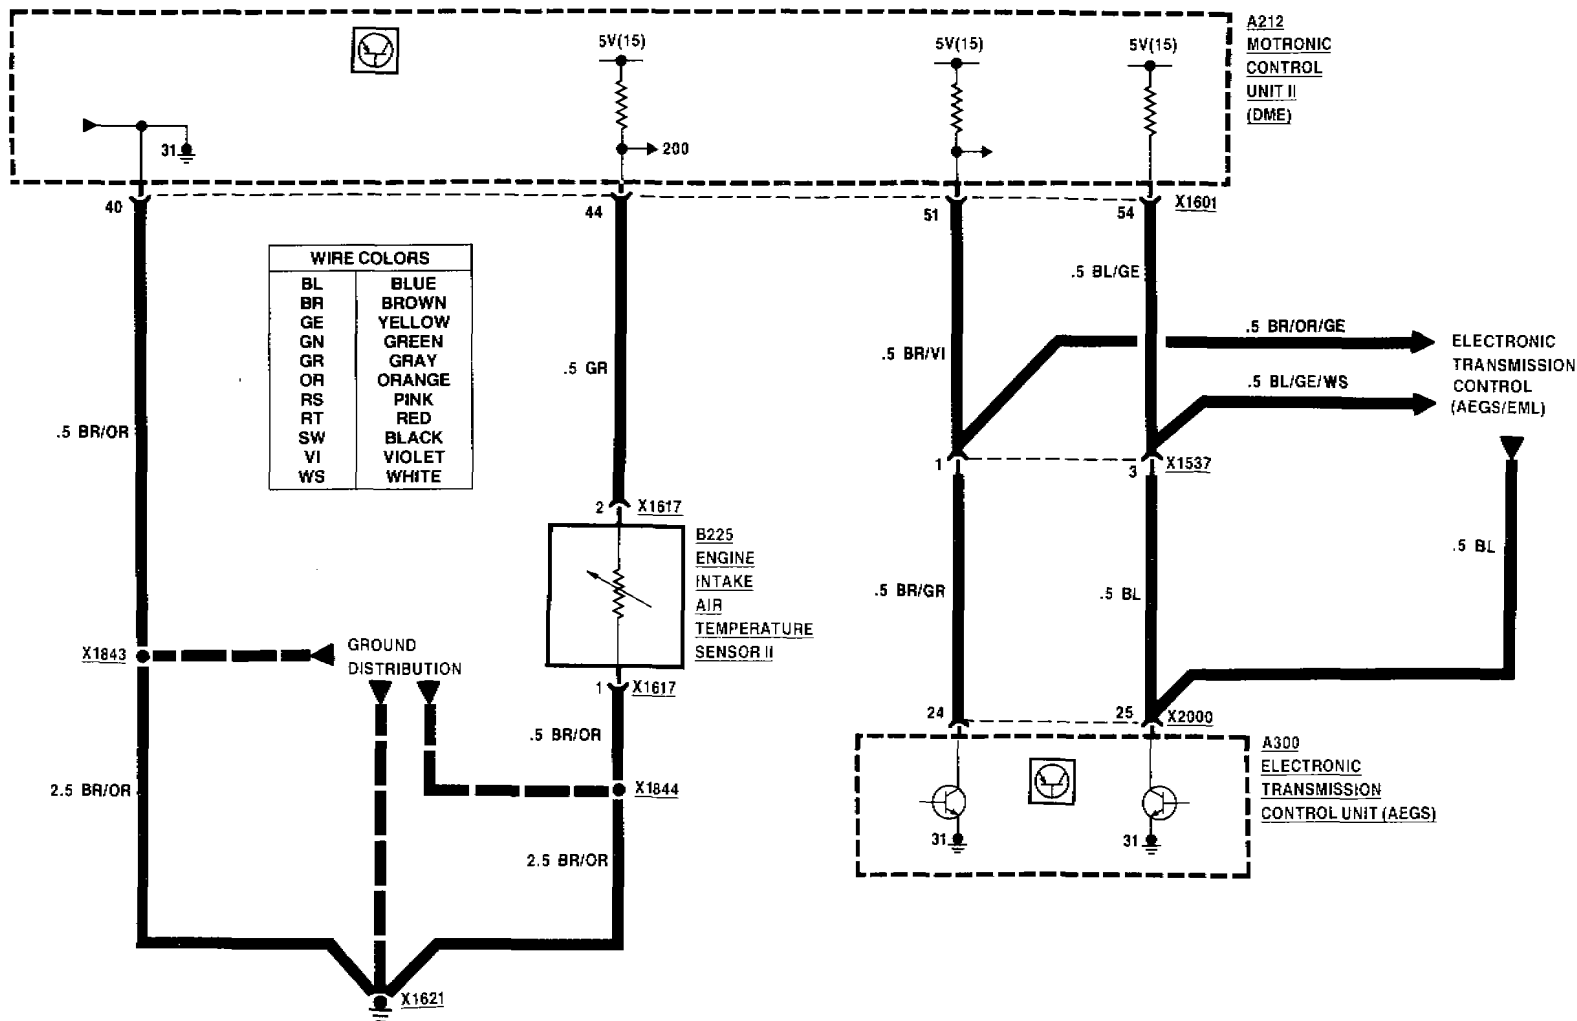 A212
MOTRONIC
CONTROL
UNIT II
(DME)
5V(15)
5V(15)
5V(15)
31
200
40
44
51
54
X1601
WIRE COLORS
BL BLUE
BR BROWN
GE YELLOW
GN GREEN
GR GRAY
OR ORANGE
RS PINK
RT RED
SW BLACK
VI VIOLET
WS WHITE
.5 BL/GE
.5 BR/OR/GE
.5 BR/VI
.5 GR
.5 BL/GE/WS
ELECTRONIC
TRANSMISSION
CONTROL
(AEGS/EML)
.5 BR/OR
1
3
X1537
2
X1617
B225
ENGINE
INTAKE
AIR
TEMPERATURE
SENSOR II
.5 BL
.5 BR/GR
.5 BL
X1843
GROUND
DISTRIBUTION
1
X1617
24
25
X2000
.5 BR/OR
A300
ELECTRONIC
TRANSMISSION
CONTROL UNIT (AEGS)
2.5 BR/OR
X1844
31
31
2.5 BR/OR
X1621